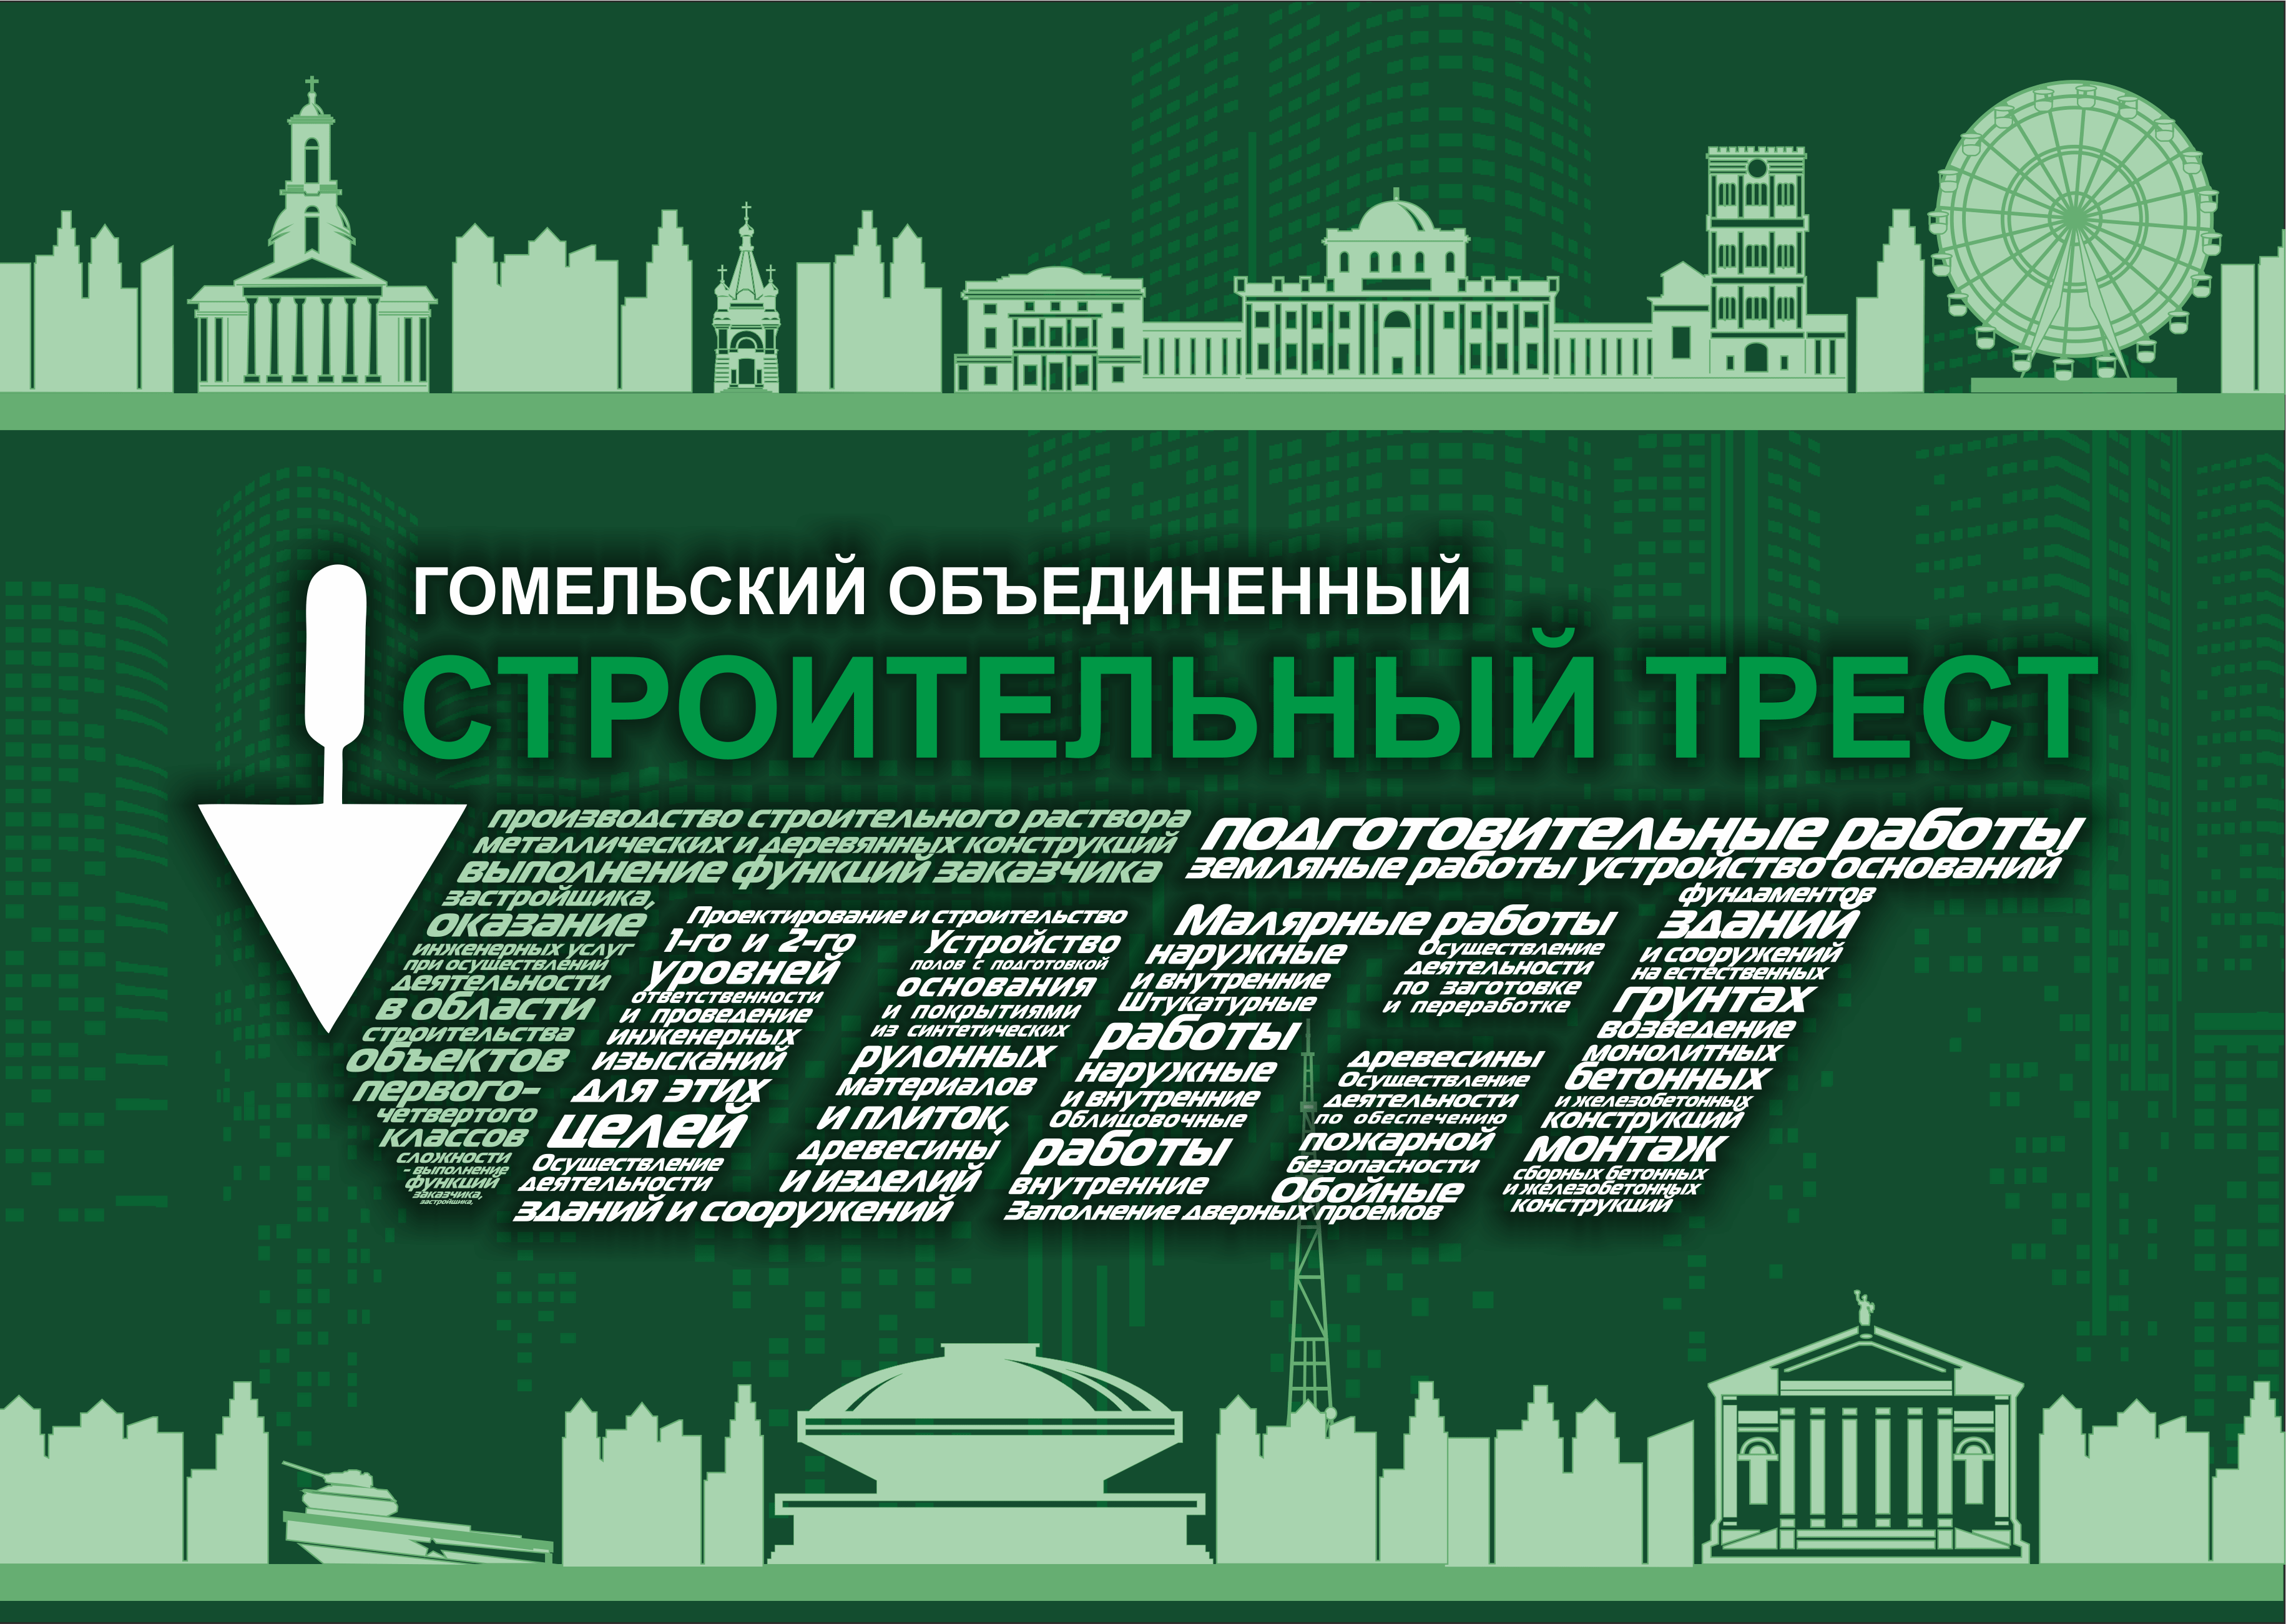 ГОМЕЛЬСКИЙ ОБЪЕДИНЕННЫЙ
СТРОИТЕЛЬНЫЙ ТРЕСТ
производство строительного раствора
металлических и деревянных конструкций
выполнение функций заказчика
застройщика,
оказание
инженерных услуг
при осуществлений
деятельности
в области
строительства
объектов
первого-
четвертого
классов
сложности
- выполнение
функций
заказчика,
застройщика,
Проектирование и строительство
1-го и 2-го
уровней
ответственности
и проведение
инженерных
изысканий
для этих
целей
Осуществление
деятельности
зданий и сооружений
Устройство
полов с подготовкой
основания
и покрытиями
из синтетических
рулонных
материалов
и плиток,
древесины
и изделий
подготовительные работы
земляные работы устройство оснований
Малярные работы
наружные
и внутренние
Штукатурные
работы
наружные
и внутренние
Облицовочные
работы
внутренние
Заполнение дверных проемов
Осуществление
деятельности
по заготовке
и переработке
древесины
Осуществление
деятельности
по обеспечению
пожарной
безопасности
Обойные
фундаментов
зданий
и сооружений
на естественных
грунтах
возведение
монолитных
бетонных
и железобетонных
конструкций
монтаж
сборных бетонных
и железобетонных
конструкций